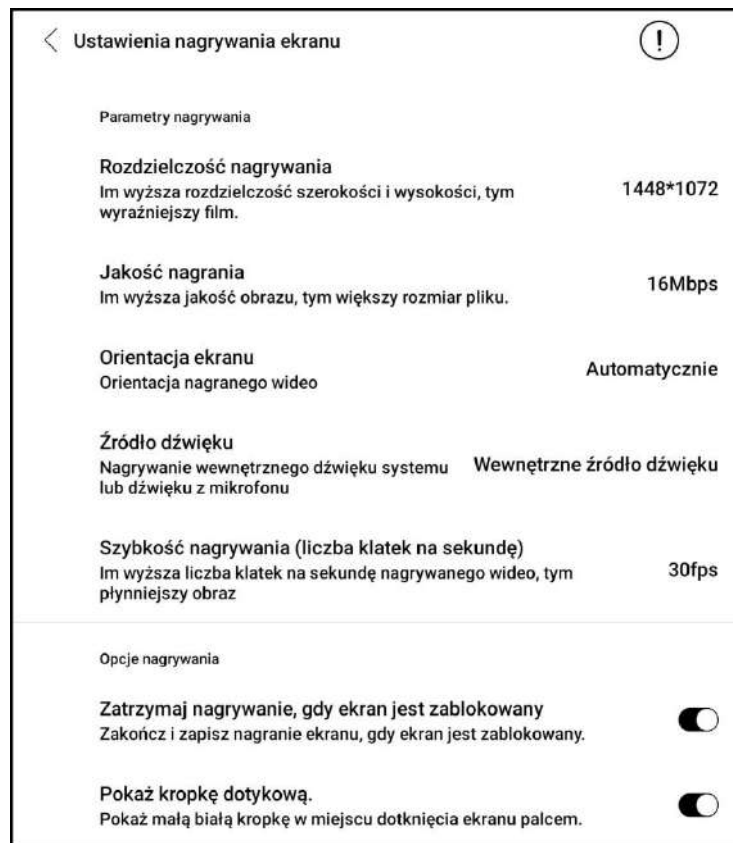 Ustawienia nagrywania ekranu
Parametry nagrywania
Rozdzielczość nagrywania
Im wyższa rozdzielczość szerokości i wysokości, tym
wyraźniejszy film.
1448*1072
Jakość nagrania
Im wyższa jakość obrazu, tym większy rozmiar pliku.
16Mbps
Orientacja ekranu
Orientacja nagranego wideo
Automatycznie
Źródło dźwięku
Nagrywanie wewnętrznego dźwięku systemu
lub dźwięku z mikrofonu
Wewnętrzne źródło dźwięku
Szybkość nagrywania (liczba klatek na sekundę)
Im wyższa liczba klatek na sekundę nagrywanego wideo, tym
płynniejszy obraz
30fps
Opcje nagrywania
Zatrzymaj nagrywanie, gdy ekran jest zablokowany
Zakończ i zapisz nagranie ekranu, gdy ekran jest zablokowany.
Pokaż kropkę dotykową.
Pokaż małą białą kropkę w miejscu dotknięcia ekranu palcem.